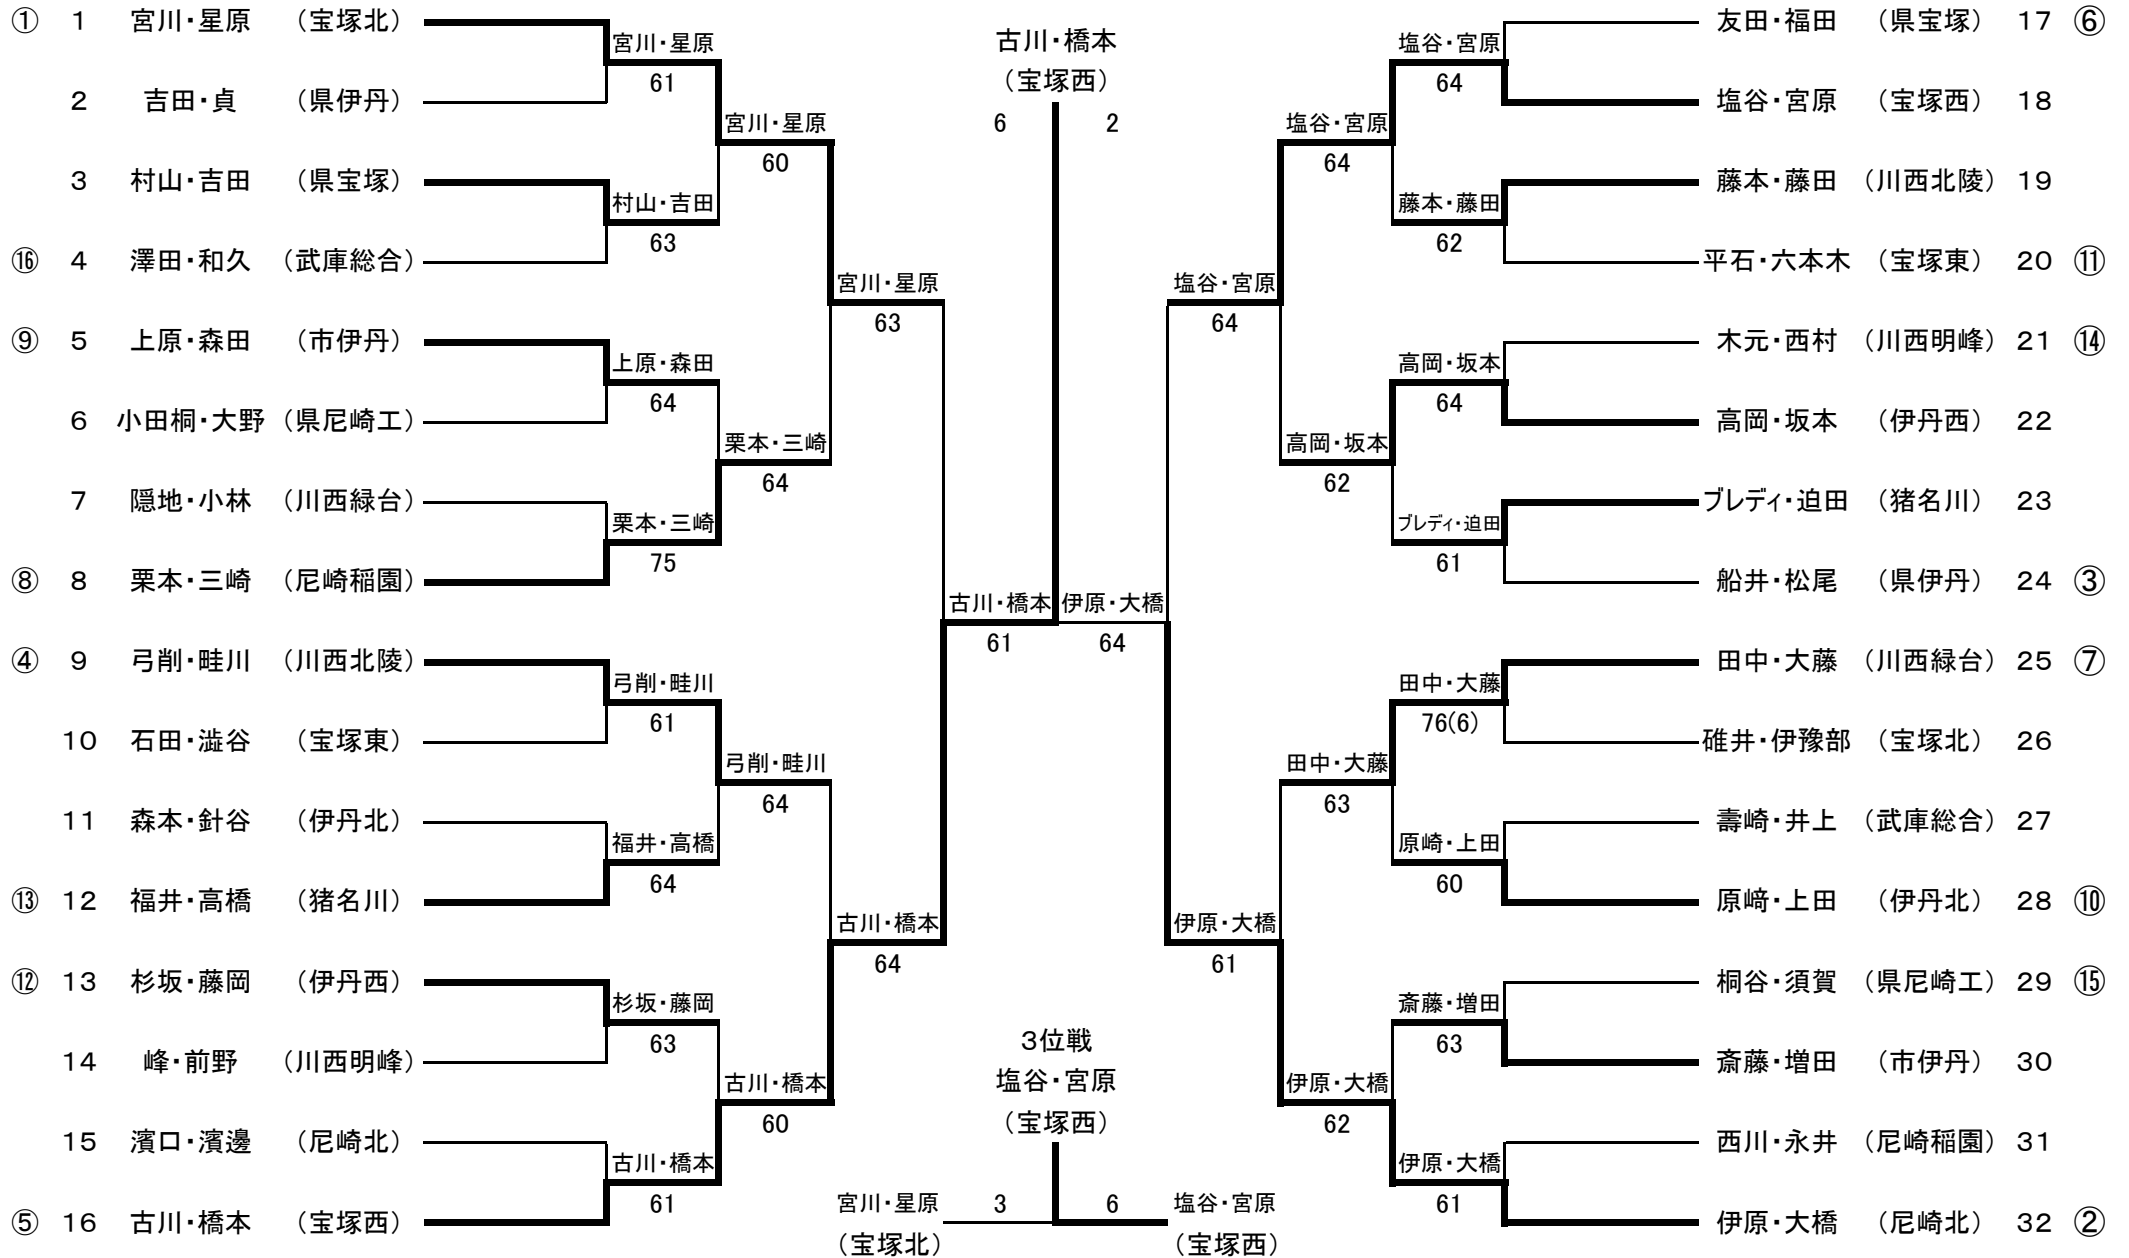 ① 1 宮川・星原 （宝塚北）
2 吉田・貞 （県伊丹）
3 村山・吉田 （県宝塚）
⑯ 4 澤田・和久 （武庫総合）
⑨ 5 上原・森田 （市伊丹）
6 小田桐・大野 （県尼崎工）
7 隠地・小林 （川西緑台）
⑧ 8 栗本・三崎 （尼崎稲園）
④ 9 弓削・畦川 （川西北陵）
10 石田・澁谷 （宝塚東）
11 森本・針谷 （伊丹北）
⑬ 12 福井・高橋 （猪名川）
⑫ 13 杉坂・藤岡 （伊丹西）
14 峰・前野 （川西明峰）
15 濱口・濱邊 （尼崎北）
⑤ 16 古川・橋本 （宝塚西）
宮川・星原
61
村山・吉田
63
上原・森田
64
栗本・三崎
75
弓削・畦川
61
福井・高橋
64
杉坂・藤岡
63
古川・橋本
61
宮川・星原
60
栗本・三崎
64
弓削・畦川
64
古川・橋本
60
宮川・星原
63
古川・橋本
64
古川・橋本
61
古川・橋本
（宝塚西）
6 2
伊原・大橋
64
塩谷・宮原
64
伊原・大橋
61
塩谷・宮原
64
高岡・坂本
62
田中・大藤
63
伊原・大橋
62
塩谷・宮原
64
藤本・藤田
62
高岡・坂本
64
ブレディ・迫田
61
田中・大藤
76(6)
原崎・上田
60
斎藤・増田
63
伊原・大橋
61
友田・福田 （県宝塚） 17 ⑥
塩谷・宮原 （宝塚西） 18
藤本・藤田 （川西北陵） 19
平石・六本木 （宝塚東） 20 ⑪
木元・西村 （川西明峰） 21 ⑭
高岡・坂本 （伊丹西） 22
ブレディ・迫田 （猪名川） 23
船井・松尾 （県伊丹） 24 ③
田中・大藤 （川西緑台） 25 ⑦
碓井・伊豫部 （宝塚北） 26
壽崎・井上 （武庫総合） 27
原﨑・上田 （伊丹北） 28 ⑩
桐谷・須賀 （県尼崎工） 29 ⑮
斎藤・増田 （市伊丹） 30
西川・永井 （尼崎稲園） 31
伊原・大橋 （尼崎北） 32 ②
３位戦
塩谷・宮原
（宝塚西）
宮川・星原 3 6 塩谷・宮原
（宝塚北） （宝塚西）